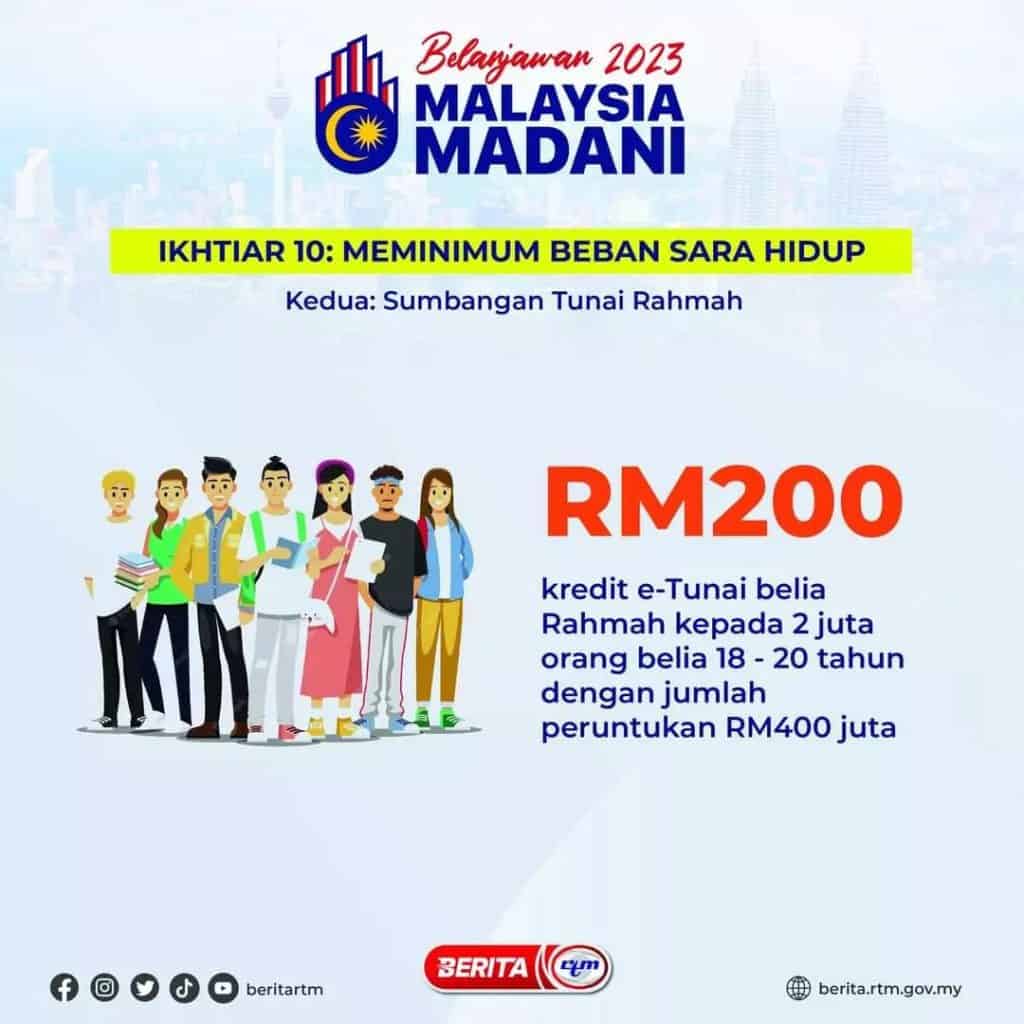 Belanjawan 2023
MALAYSIA
MADANI
IKHTIAR 10: MEMINIMUM BEBAN SARA HIDUP
Kedua: Sumbangan Tunai Rahmah
RM200
kredit e-Tunai belia
Rahmah kepada 2 juta
orang belia 18 - 20 tahun
dengan jumlah
peruntukan RM400 juta
BERITA rtm
beritartm
berita.rtm.gov.my